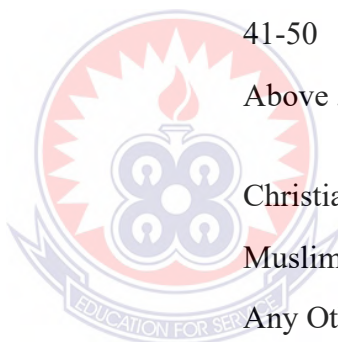 41-50
Above
Christia
Muslim
Any Ot
EDUCATION FOR SERVICE